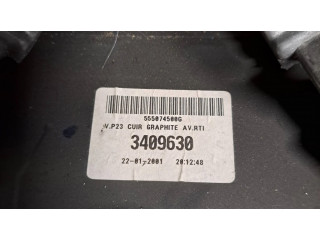 555074500G
V.P23 CUIR GRAPHITE AV.RTI
3409630
22-01-2001 20:12:48